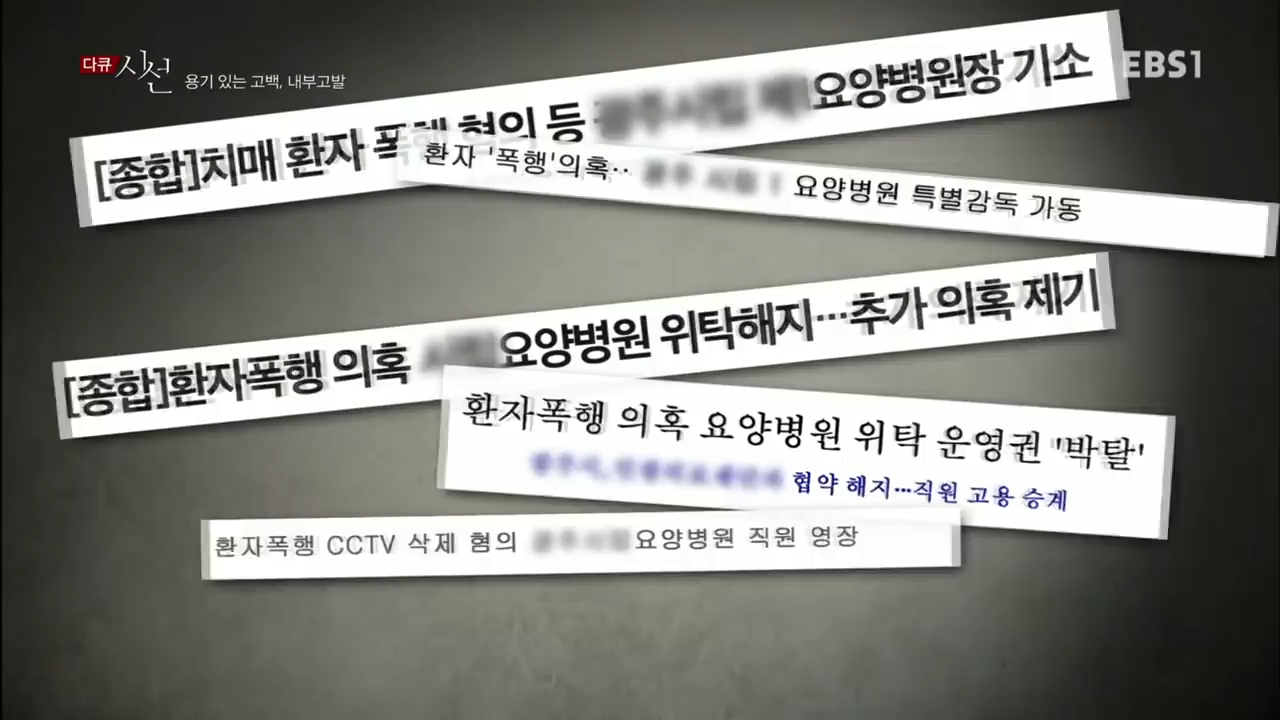 다큐 시선
용기 있는 고백, 내부고발
EBS1
[종합]치매 환자 폭행 혐의 등 요양병원장 기소
환자 '폭행'의혹‥ 요양병원 특별감독 가동
[종합]환자폭행 의혹 요양병원 위탁해지…추가 의혹 제기
환자폭행 의혹 요양병원 위탁 운영권 '박탈'
협약 해지…직원 고용 승계
환자폭행 CCTV 삭제 혐의 요양병원 직원 영장